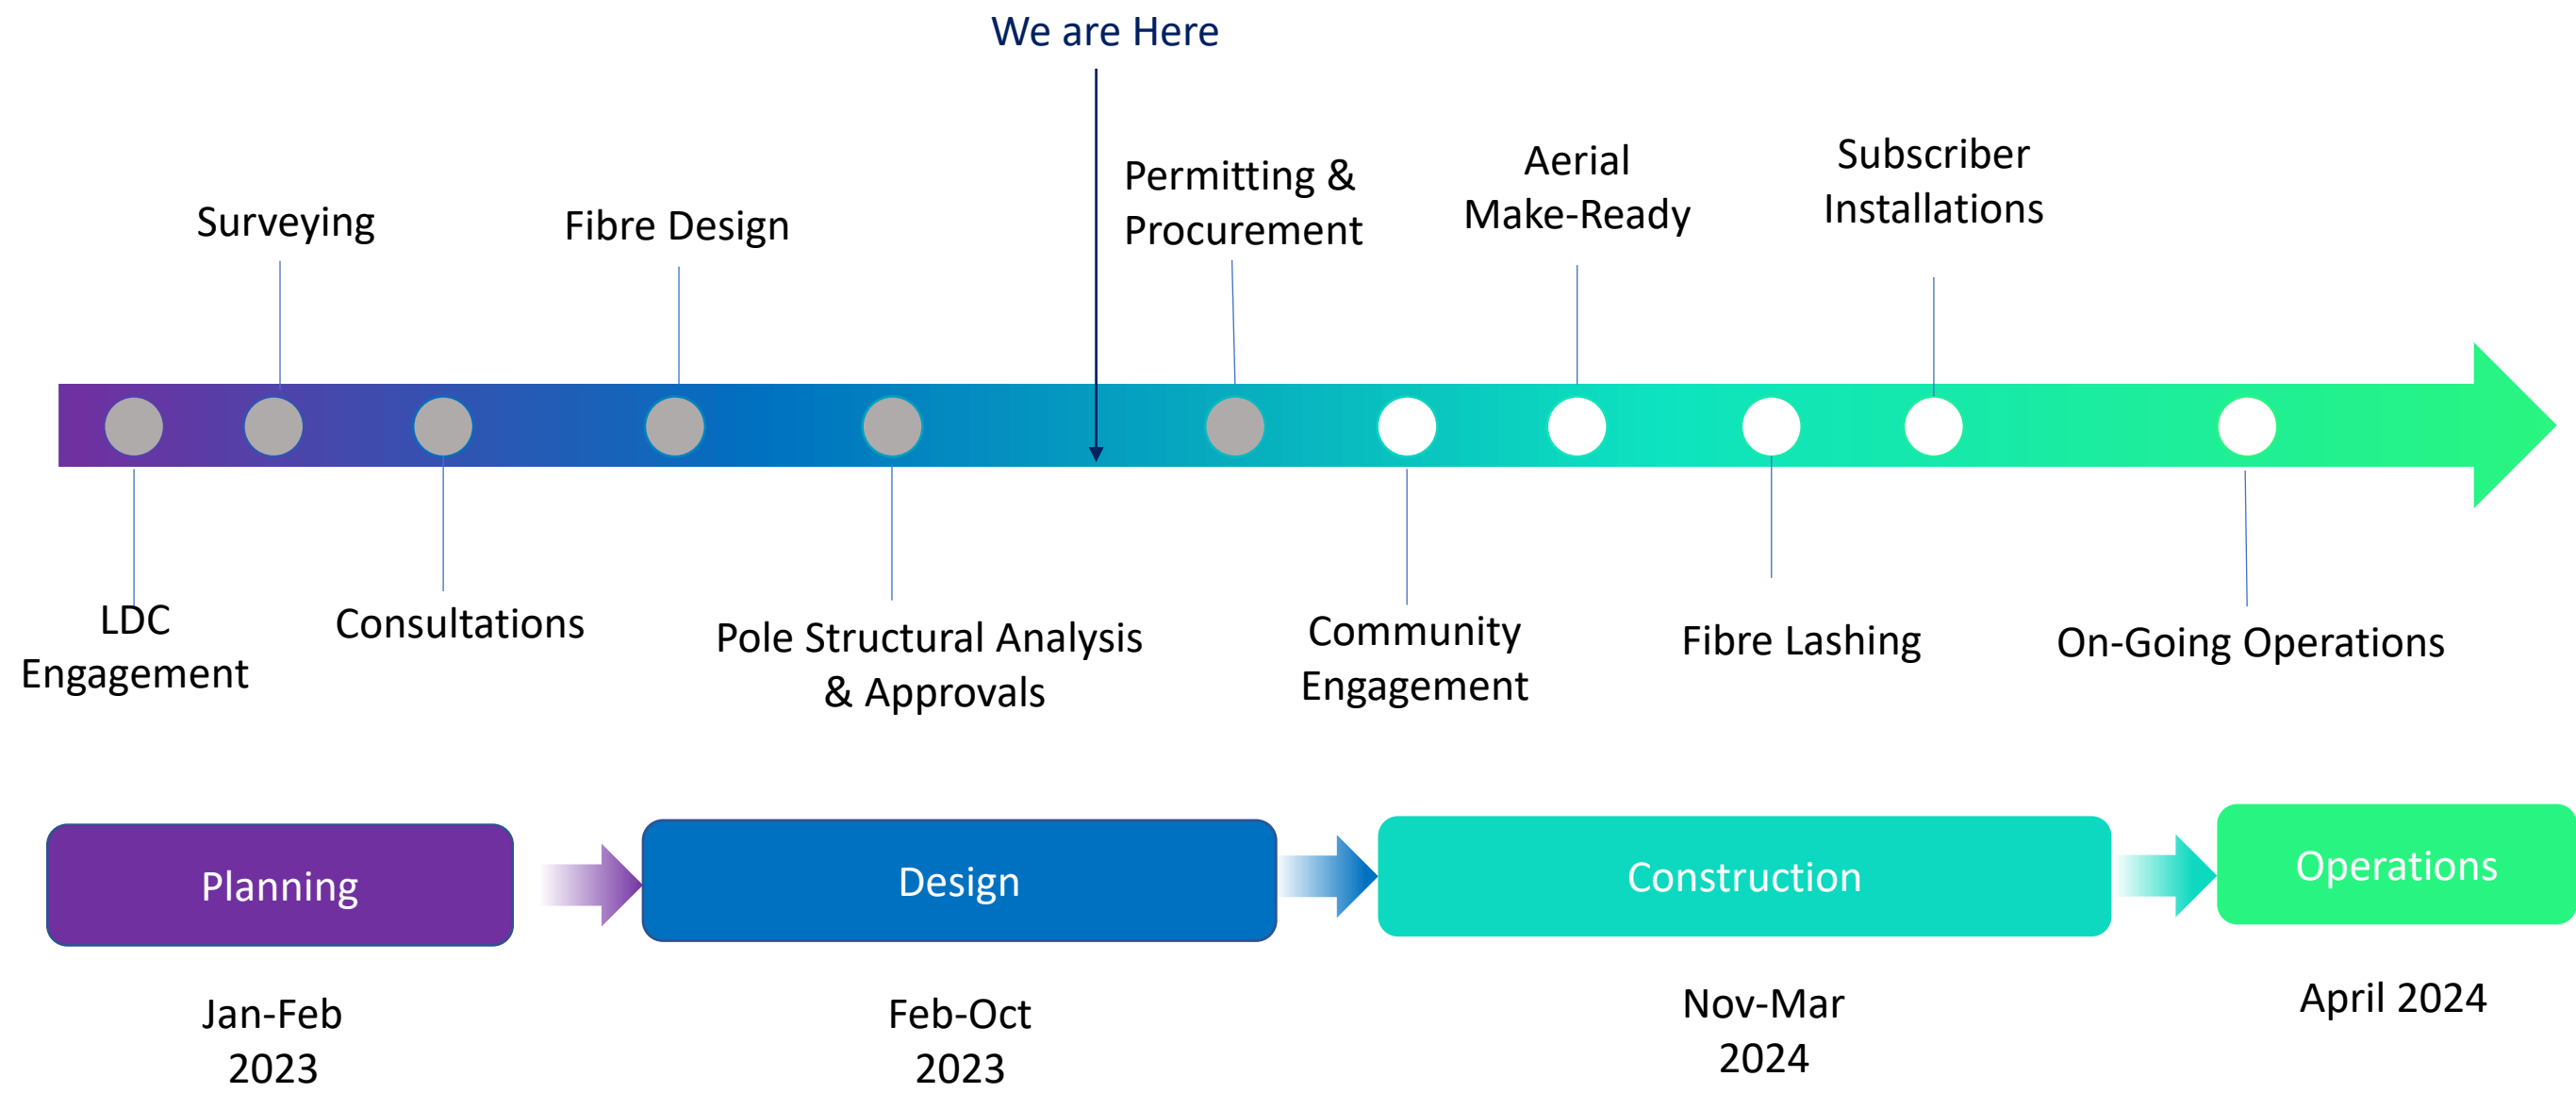 We are Here
Surveying
Fibre Design
Permitting &
Procurement
Aerial
Make-Ready
Subscriber
Installations
LDC
Engagement
Consultations
Pole Structural Analysis
& Approvals
Community
Engagement
Fibre Lashing
On-Going Operations
Planning
Design
Construction
Operations
Jan-Feb
2023
Feb-Oct
2023
Nov-Mar
2024
April 2024